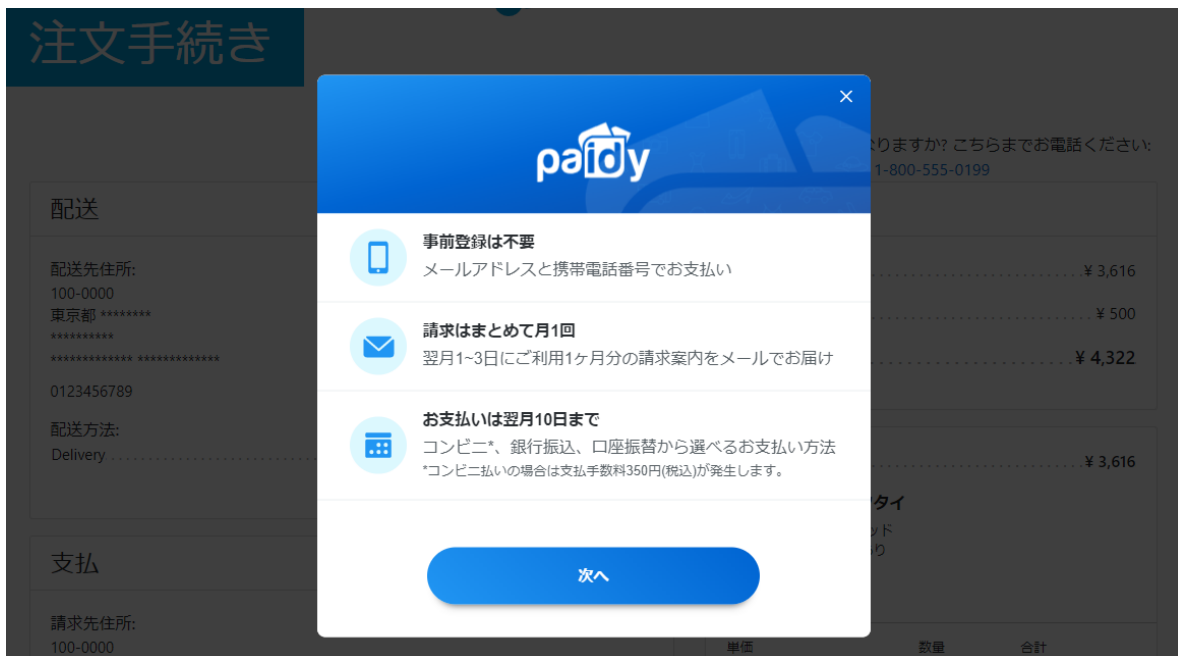 注文手続き
なりますか? こちらまでお電話ください:
1-800-555-0199
配送
配送先住所:
100-0000
東京都 ********
**********
************* *************
0123456789
配送方法:
Delivery
支払
請求先住所:
100-0000
paidy
×
事前登録は不要
メールアドレスと携帯電話番号でお支払い
請求はまとめて月1回
翌月1~3日にご利用1ヶ月分の請求案内をメールでお届け
お支払いは翌月10日まで
コンビニ*、銀行振込、口座振替から選べるお支払い方法
*コンビニ払いの場合は支払手数料350円(税込)が発生します。
次へ
¥ 3,616
¥ 500
¥ 4,322
¥ 3,616
タイ
ッド
り
単価 数量 合計